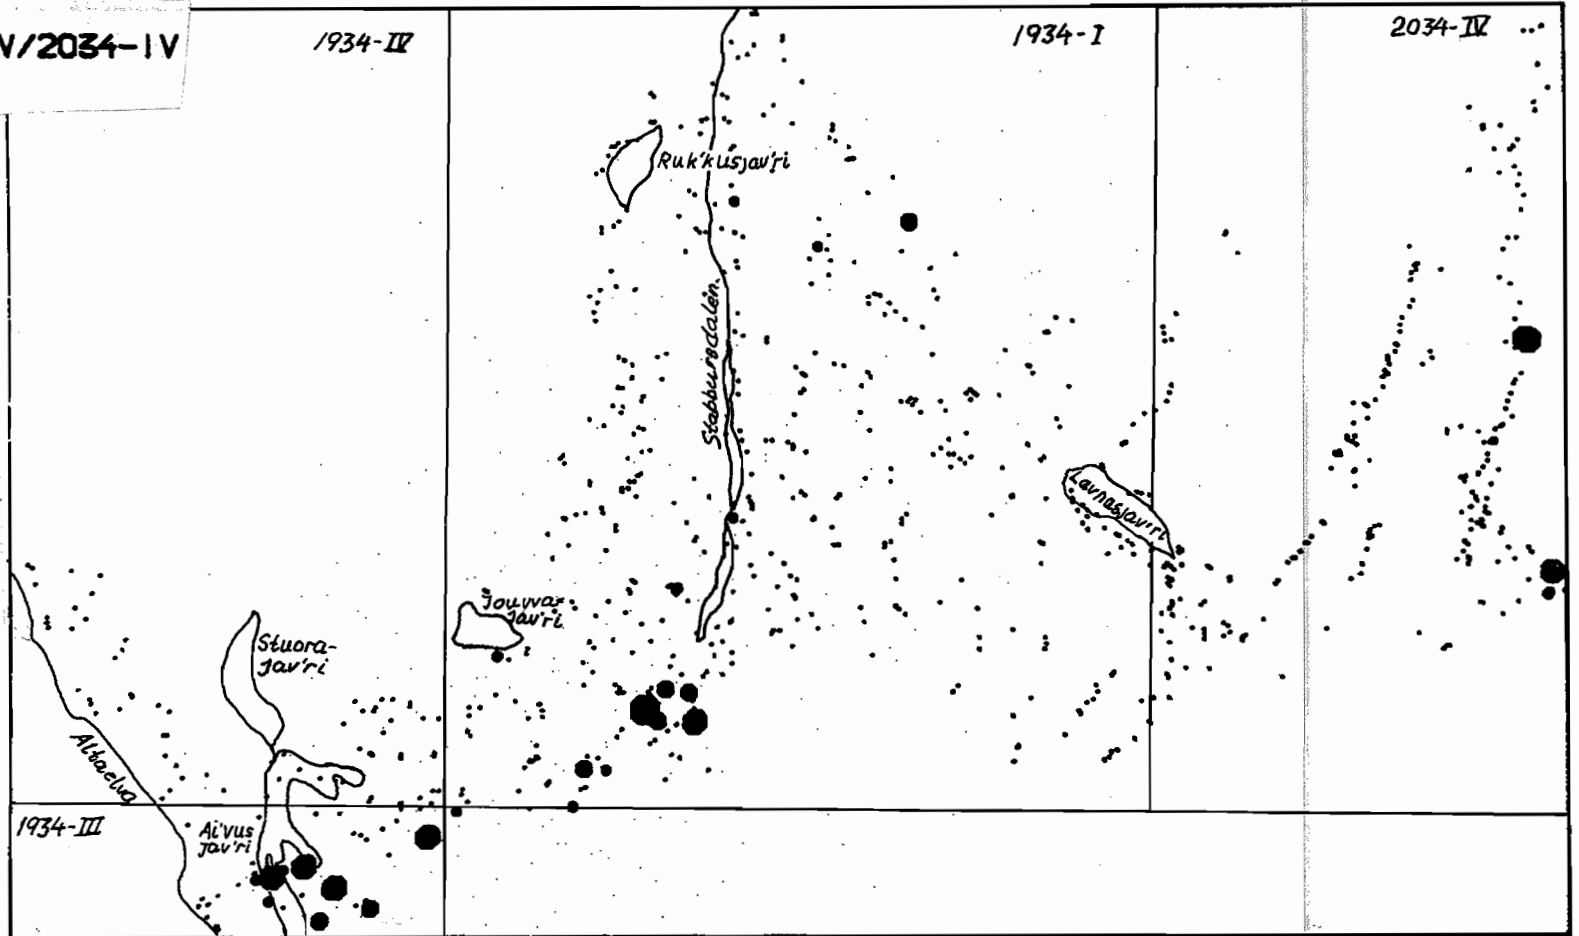 V/2034-IV
1934-IV
1934-I
2034-IV
Ruk'kusjav'ri
Stabbursdalen.
Lavnasjav'ri
Jouvva-
Jav'ri
Stuora-
Jav'ri
Altaelva
1934-III
Ai'vus
jav'ri